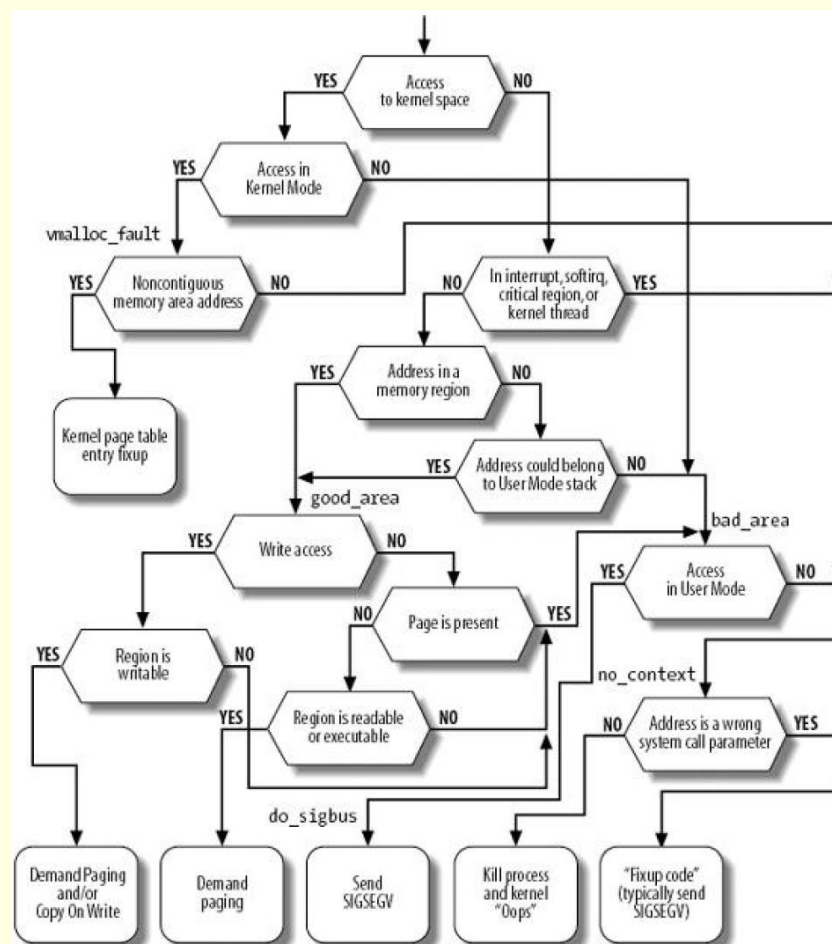 YES
Access
to kernel space
NO
YES
Access in
Kernel Mode
NO
vmalloc_fault
YES
Noncontiguous
memory area address
NO
NO
In interrupt, softirq,
critical region, or
kernel thread
YES
YES
Address in a
memory region
NO
YES
Address could belong
to User Mode stack
NO
good_area
bad_area
YES
Write access
NO
YES
Access
in User Mode
NO
NO
Page is present
YES
YES
Region is
writable
NO
no_context
YES
Region is readable
or executable
NO
NO
Address is a wrong
system call parameter
YES
do_sigbus
Demand Paging
and/or
Copy On Write
Demand
paging
Send
SIGSEGV
Kill process
and kernel
"Oops"
"Fixup code"
(typically send
SIGSEGV)
Kernel page table
entry fixup